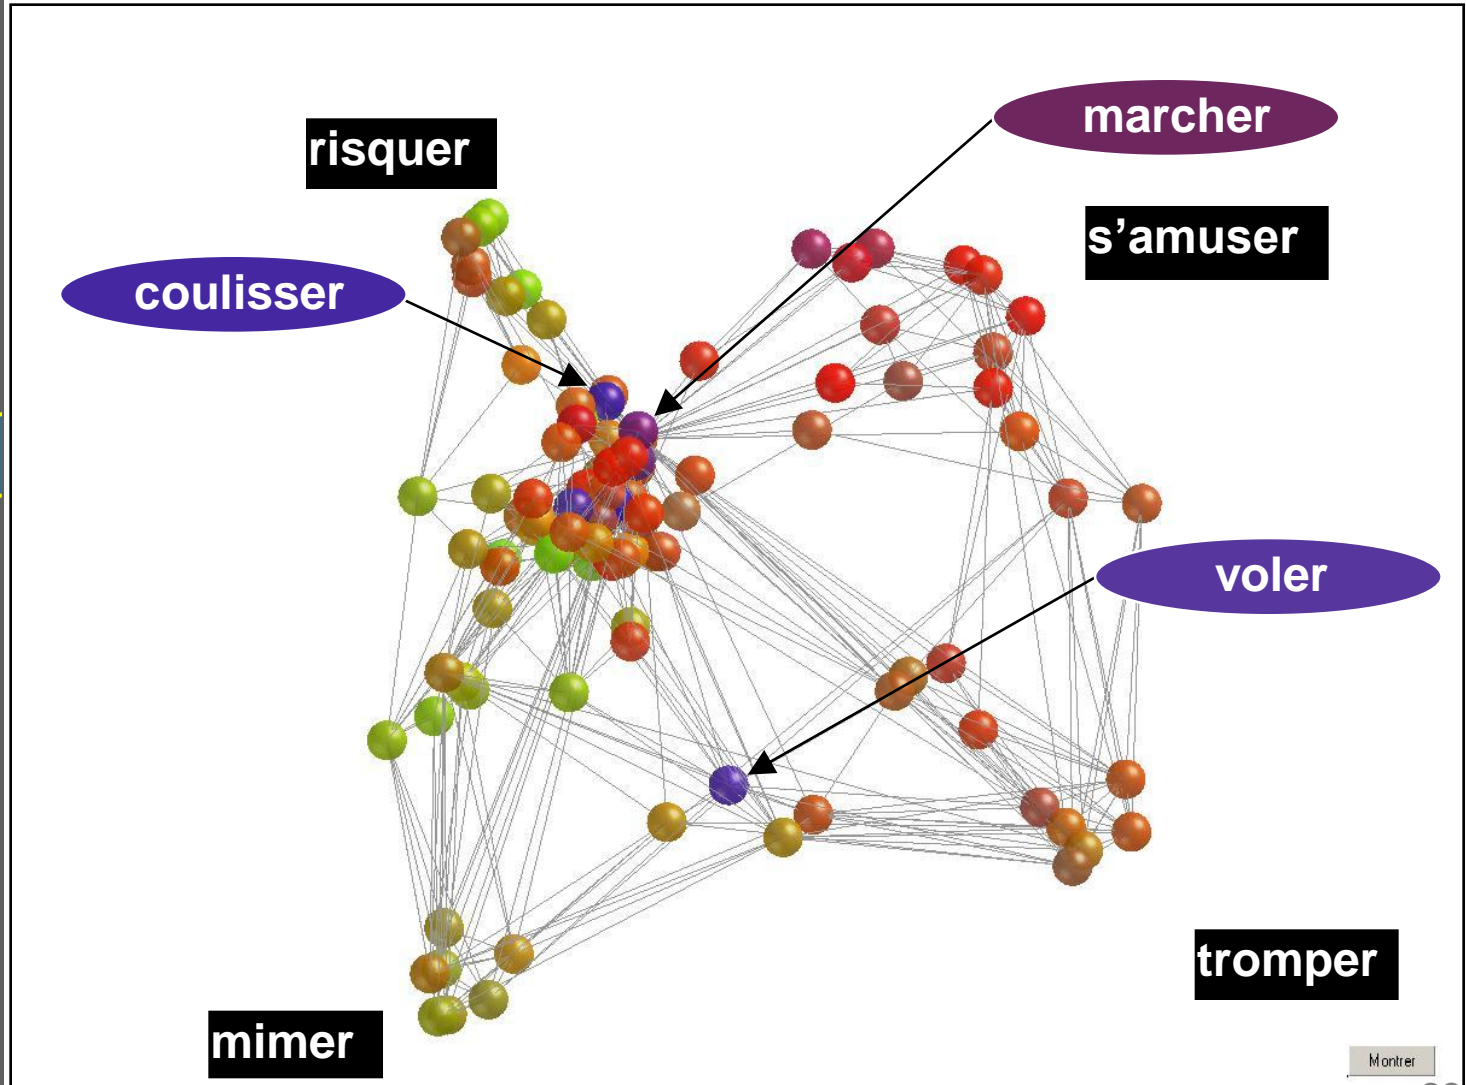 marcher
risquer
s’amuser
coulisser
voler
tromper
mimer
Montrer